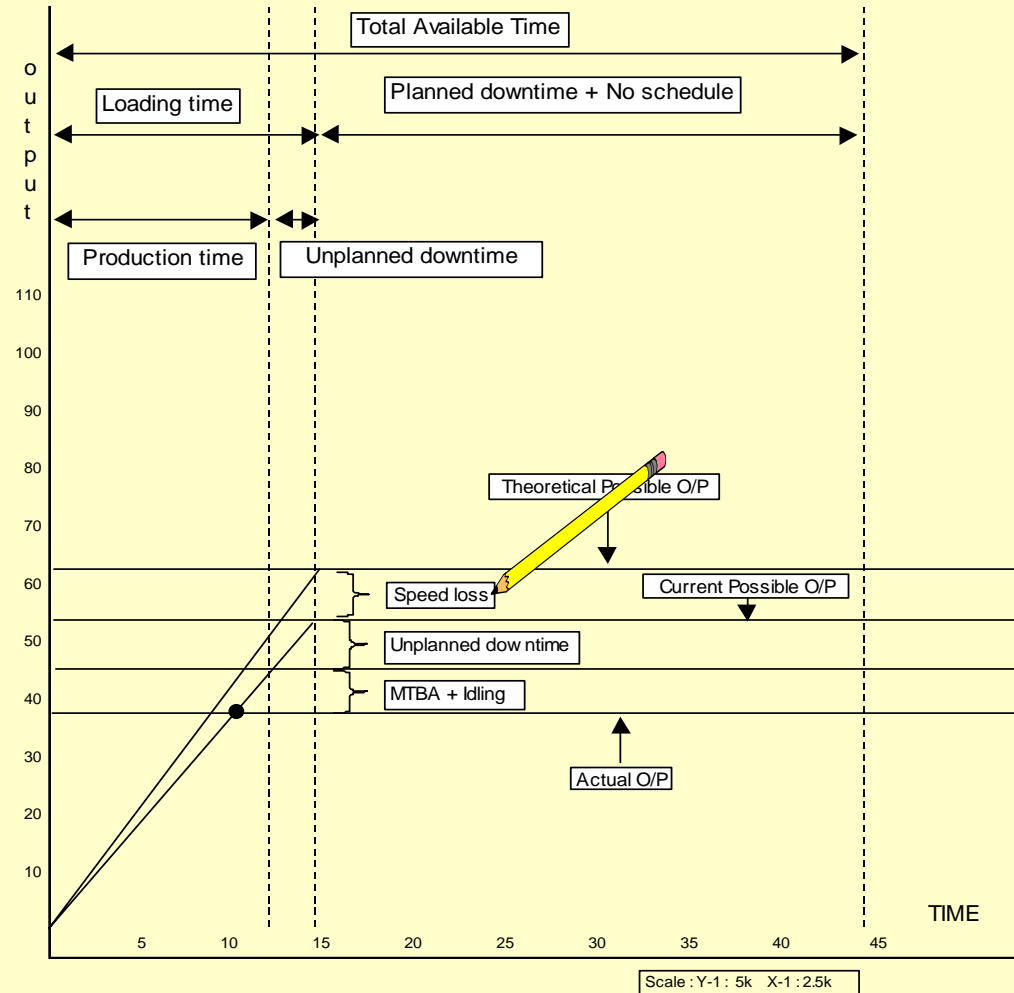 Total Available Time
output
Planned downtime + No schedule
Loading time
Production time
Unplanned downtime
110
100
90
80
Theoretical Possible O/P
70
60
Current Possible O/P
Speed loss
50
Unplanned downtime
40
MTBA + Idling
30
Actual O/P
20
10
TIME
5 10 15 20 25 30 35 40 45
Scale : Y-1 : 5k X-1 : 2.5k